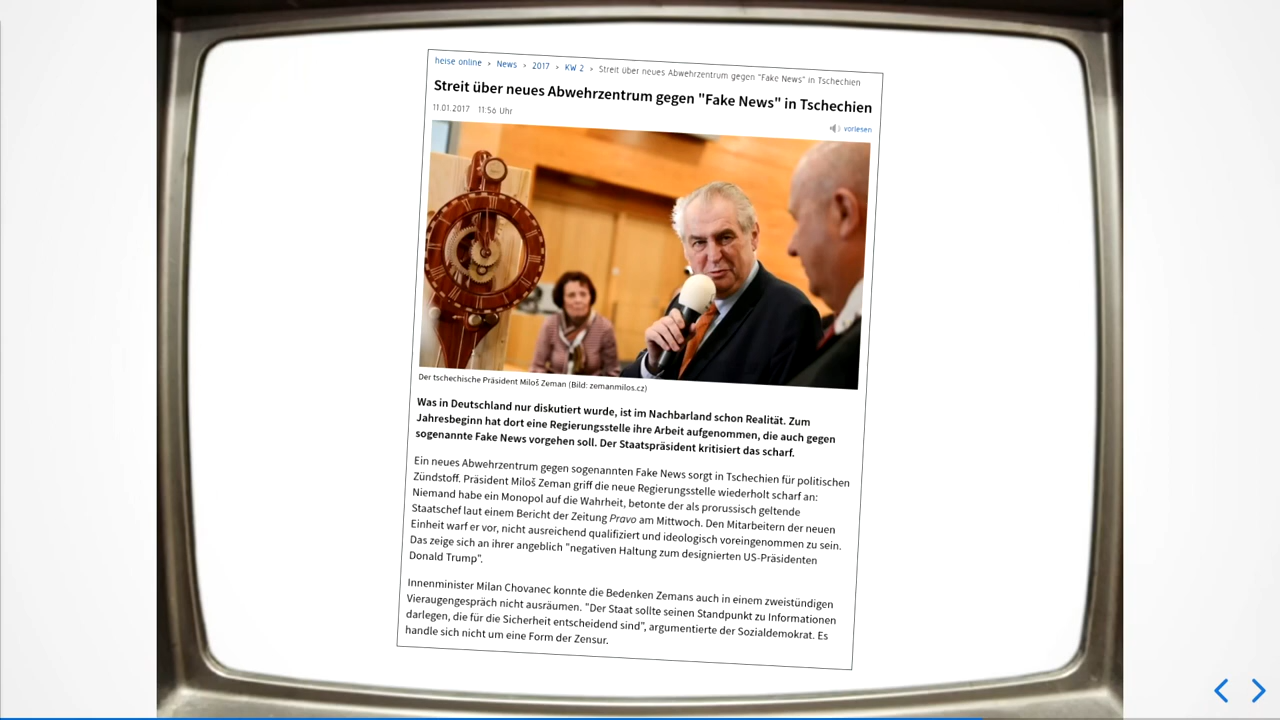 heise online > News > 2017 > KW 2 > Streit über neues Abwehrzentrum gegen "Fake News" in Tschechien
Streit über neues Abwehrzentrum gegen "Fake News" in Tschechien
11.01.2017 11:56 Uhr
vorlesen
Der tschechische Präsident Miloš Zeman (Bild: zemanmilos.cz)
Was in Deutschland nur diskutiert wurde, ist im Nachbarland schon Realität. Zum
Jahresbeginn hat dort eine Regierungsstelle ihre Arbeit aufgenommen, die auch gegen
sogenannte Fake News vorgehen soll. Der Staatspräsident kritisiert das scharf.
Ein neues Abwehrzentrum gegen sogenannten Fake News sorgt in Tschechien für politischen
Zündstoff. Präsident Miloš Zeman griff die neue Regierungsstelle wiederholt scharf an:
Niemand habe ein Monopol auf die Wahrheit, betonte der als prorussisch geltende
Staatschef laut einem Bericht der Zeitung Pravo am Mittwoch. Den Mitarbeitern der neuen
Einheit warf er vor, nicht ausreichend qualifiziert und ideologisch voreingenommen zu sein.
Das zeige sich an ihrer angeblich "negativen Haltung zum designierten US-Präsidenten
Donald Trump".
Innenminister Milan Chovanec konnte die Bedenken Zemans auch in einem zweistündigen
Vieraugengespräch nicht ausräumen. "Der Staat sollte seinen Standpunkt zu Informationen
darlegen, die für die Sicherheit entscheidend sind", argumentierte der Sozialdemokrat. Es
handle sich nicht um eine Form der Zensur.